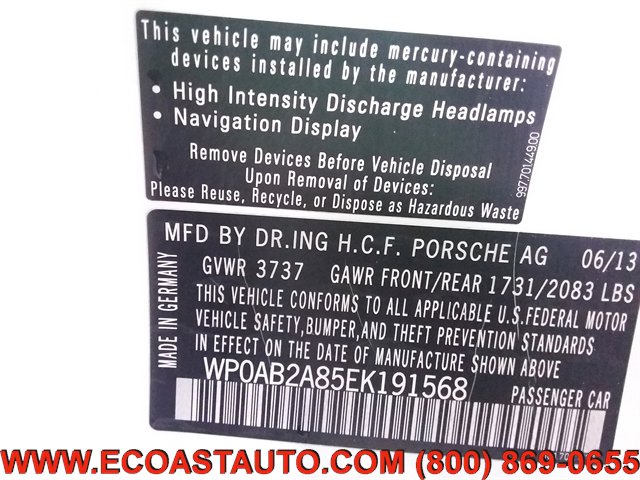 This vehicle may include mercury-containing
devices installed by the manufacturer:
• High Intensity Discharge Headlamps
• Navigation Display
Remove Devices Before Vehicle Disposal
Upon Removal of Devices:
Please Reuse, Recycle, or Dispose as Hazardous Waste
997.701.449.00
MFD BY DR.ING H.C.F. PORSCHE AG 06/13
GVWR 3737 GAWR FRONT/REAR 1731/2083 LBS
THIS VEHICLE CONFORMS TO ALL APPLICABLE U.S.FEDERAL MOTOR
VEHICLE SAFETY,BUMPER,AND THEFT PREVENTION STANDARDS
IN EFFECT ON THE DATE OF MANUFACTURE SHOWN ABOVE
WP0AB2A85EK191568
PASSENGER CAR
MADE IN GERMANY
WWW.ECOASTAUTO.COM (800) 869-0655